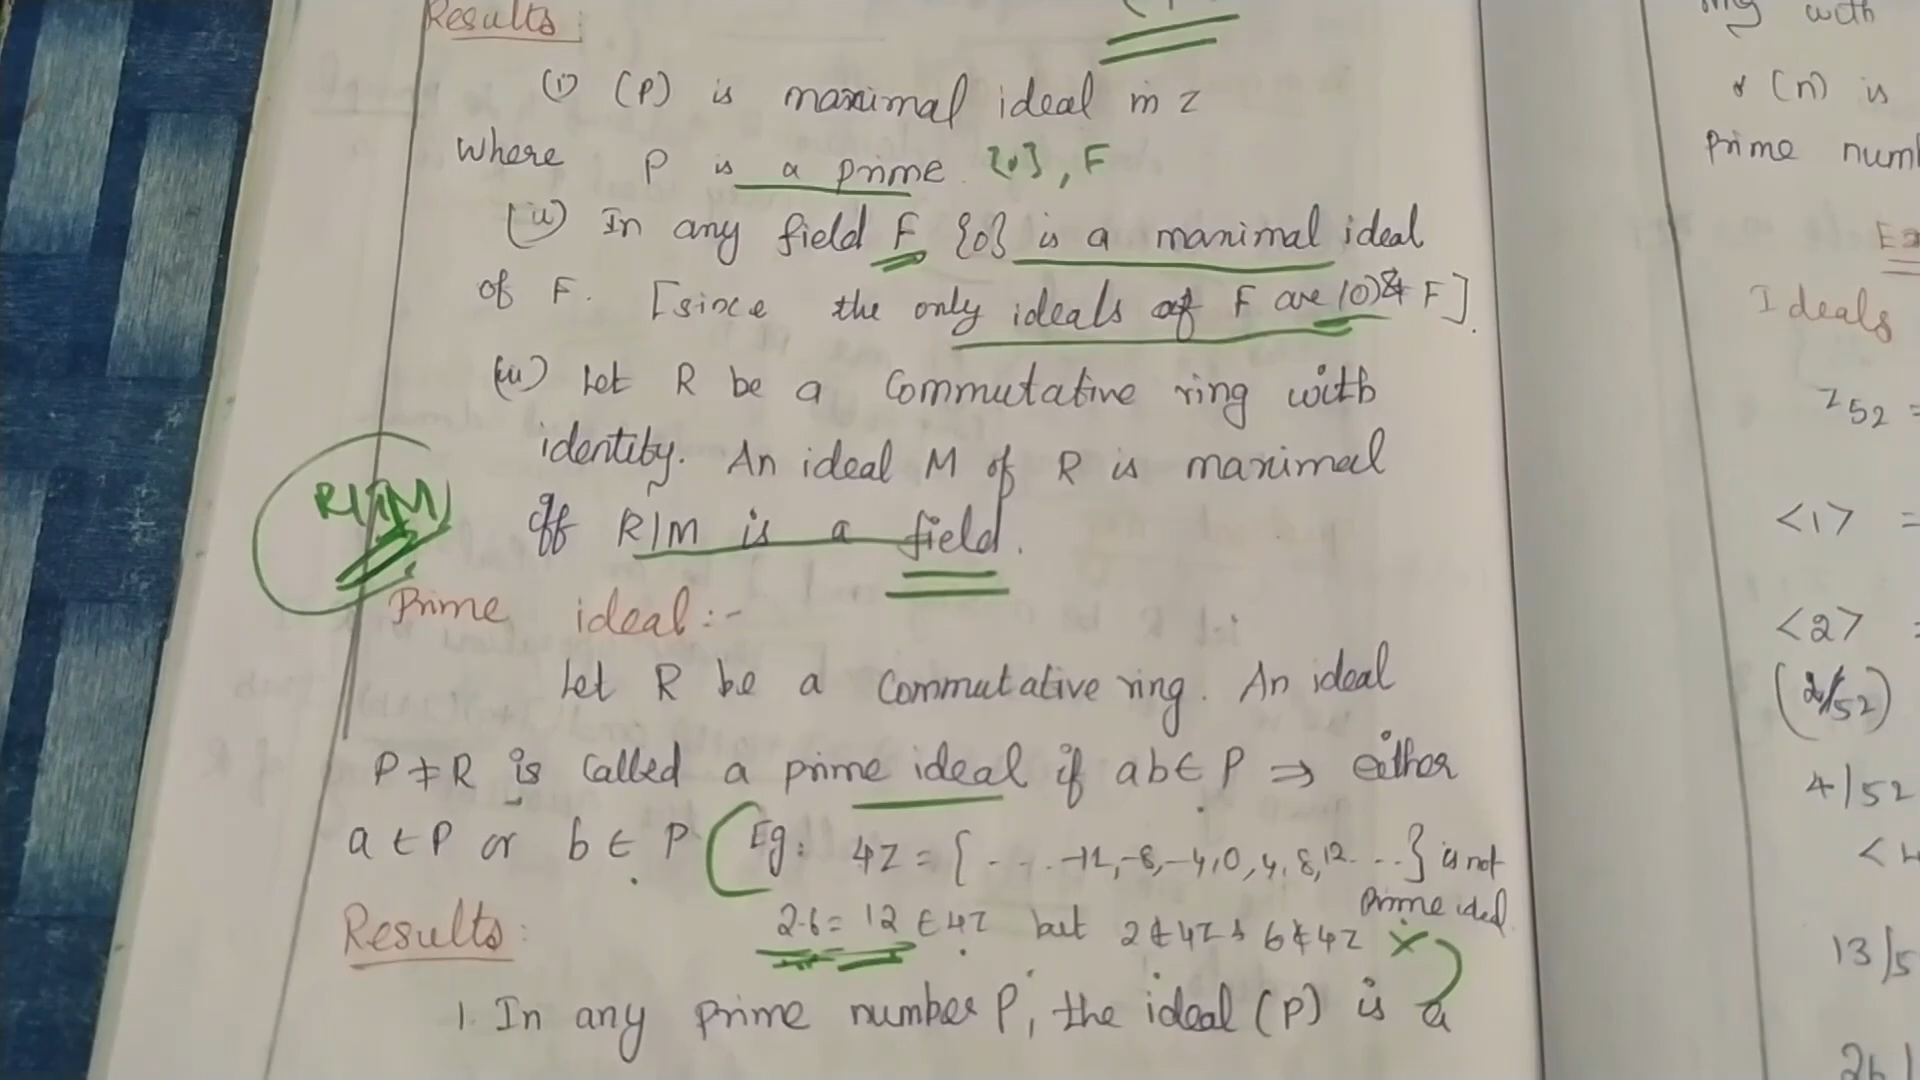 Results:
(i) (P) is maximal ideal in Z
where P is a prime. {0}, F
(ii) In any field F {0} is a maximal ideal
of F. [since the only ideals of F are (0) & F].
(iii) Let R be a commutative ring with
identity. An ideal M of R is maximal
R/M
iff R/M is a field.
Prime ideal:-
Let R be a commutative ring. An ideal
P ≠ R is called a prime ideal if ab ∈ P ⇒ either
a ∈ P or b ∈ P Eg: 4Z = {- . . . -12, -8, -4, 0, 4, 8, 12. . . .} is not
prime ideal.
Results: 2·6 = 12 ∈ 4Z but 2 ∉ 4Z & 6 ∉ 4Z ×
1. In any prime number P, the ideal (P) is a
with
& (n) is
Prime num
Ideals
Z52 =
<1> =
<2> =
(2/52)
4/52
<
13/5
26/